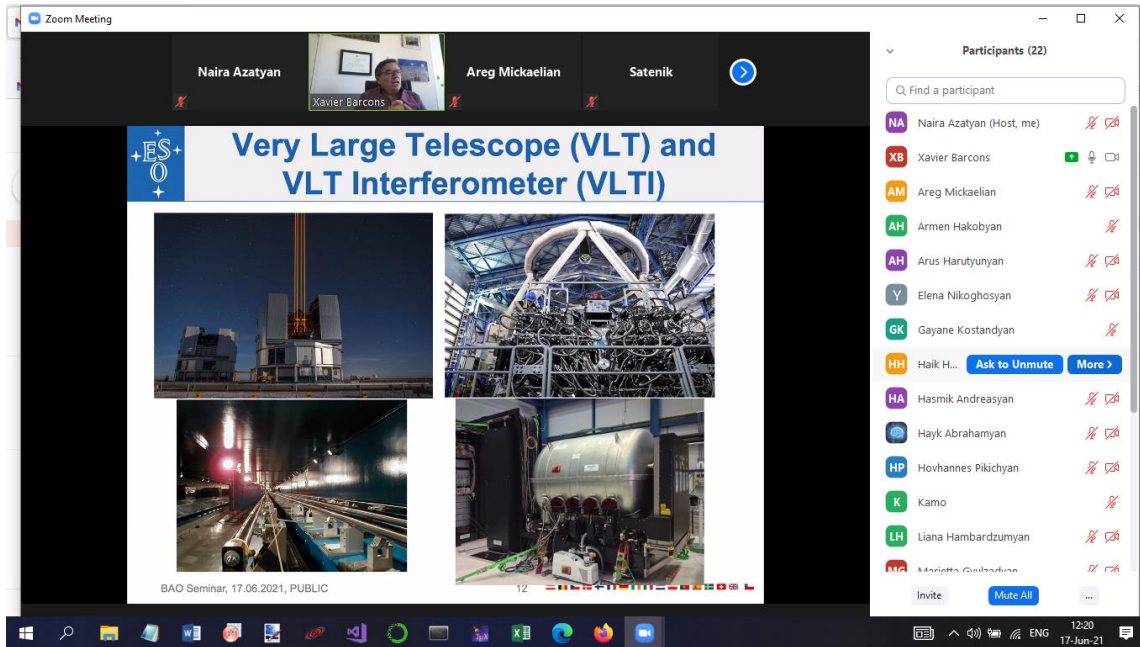 Zoom Meeting
Naira Azatyan
Xavier Barcons
Areg Mickaelian
Satenik
ESO
Very Large Telescope (VLT) and
VLT Interferometer (VLTI)
BAO Seminar, 17.06.2021, PUBLIC
12
Participants (22)
Find a participant
NA Naira Azatyan (Host, me)
XB Xavier Barcons
AM Areg Mickaelian
AH Armen Hakobyan
AH Arus Harutyunyan
Y Elena Nikoghosyan
GK Gayane Kostandyan
HH Haik H... Ask to Unmute More >
HA Hasmik Andreasyan
Hayk Abrahamyan
HP Hovhannes Pikichyan
K Kamo
LH Liana Hambardzumyan
MG Marietta Gyulzadyan
Invite Mute All ...
ENG
12:20
17-Jun-21